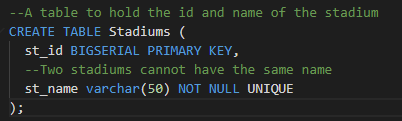 --A table to hold the id and name of the stadium
CREATE TABLE Stadiums (
  st_id BIGSERIAL PRIMARY KEY,
  --Two stadiums cannot have the same name
  st_name varchar(50) NOT NULL UNIQUE
);